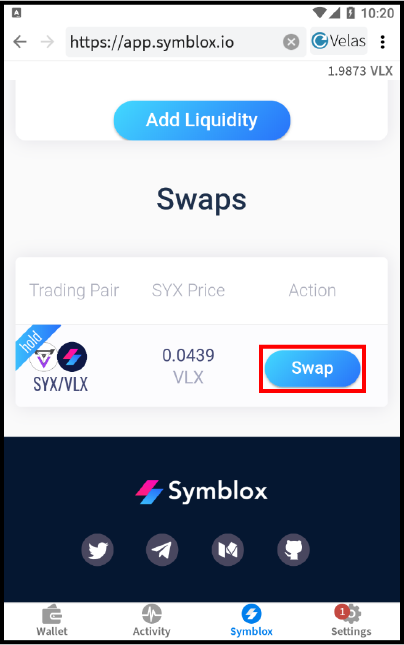 A
10:20
https://app.symblox.io
Velas
1.9873 VLX
Add Liquidity
Swaps
Trading Pair SYX Price Action
hold
SYX/VLX
0.0439
VLX
Swap
Symblox
Wallet Activity Symblox Settings
1